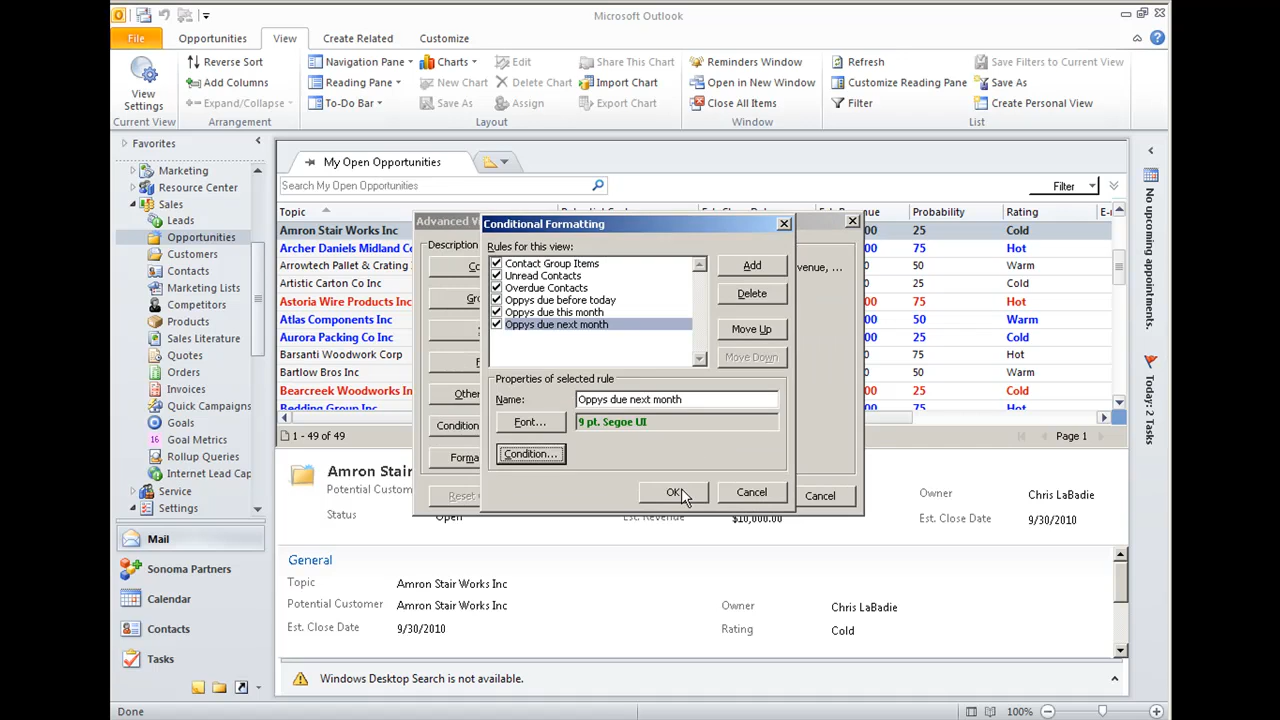 Microsoft Outlook
File Opportunities View Create Related Customize
View Settings
Reverse Sort
Add Columns
Expand/Collapse
Navigation Pane
Reading Pane
To-Do Bar
Charts
New Chart
Save As
Edit
Delete Chart
Assign
Share This Chart
Import Chart
Export Chart
Reminders Window
Open in New Window
Close All Items
Refresh
Customize Reading Pane
Filter
Save Filters to Current View
Save As
Create Personal View
Current View Arrangement Layout Window List
Favorites
Marketing
Resource Center
Sales
Leads
Opportunities
Customers
Contacts
Marketing Lists
Competitors
Products
Sales Literature
Quotes
Orders
Invoices
Quick Campaigns
Goals
Goal Metrics
Rollup Queries
Internet Lead Cap
Service
Settings
Mail
Sonoma Partners
Calendar
Contacts
Tasks
My Open Opportunities
Search My Open Opportunities
Filter
Topic Probability Rating
Amron Stair Works Inc 25 Cold
Archer Daniels Midland Co 75 Hot
Arrowtech Pallet & Crating 50 Warm
Artistic Carton Co Inc 25 Cold
Astoria Wire Products Inc 75 Hot
Atlas Components Inc 50 Warm
Aurora Packing Co Inc 25 Cold
Barsanti Woodwork Corp 75 Hot
Bartlow Bros Inc 50 Warm
Bearcreek Woodworks In 25 Cold
Bedding Group Inc 75 Hot
1 - 49 of 49
Page 1
Advanced V
Description
Other
Condition
Forma
Reset
venue, ...
Cancel
Conditional Formatting
Rules for this view:
Contact Group Items
Unread Contacts
Overdue Contacts
Oppys due before today
Oppys due this month
Oppys due next month
Add
Delete
Move Up
Move Down
Properties of selected rule
Name: Oppys due next month
Font... 9 pt. Segoe UI
Condition...
OK Cancel
Amron Stair
Potential Custom
Status Open Est. Revenue $10,000.00
Owner Chris LaBadie
Est. Close Date 9/30/2010
General
Topic Amron Stair Works Inc
Potential Customer Amron Stair Works Inc
Owner Chris LaBadie
Est. Close Date 9/30/2010
Rating Cold
Windows Desktop Search is not available.
No upcoming appointments.
Today: 2 Tasks
Done
100%